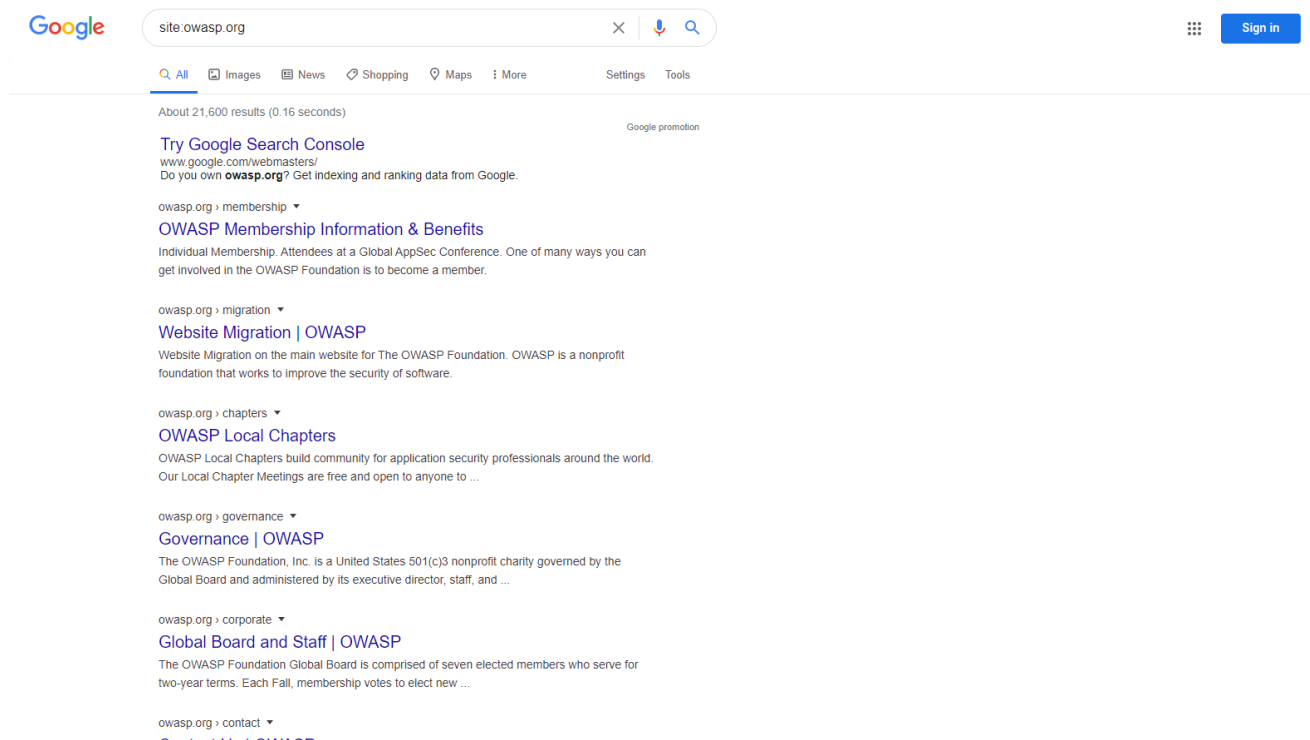 Google
site:owasp.org
Sign in
All Images News Shopping Maps More Settings Tools
About 21,600 results (0.16 seconds)
Google promotion
Try Google Search Console
www.google.com/webmasters/
Do you own owasp.org? Get indexing and ranking data from Google.
owasp.org › membership
OWASP Membership Information & Benefits
Individual Membership. Attendees at a Global AppSec Conference. One of many ways you can
get involved in the OWASP Foundation is to become a member.
owasp.org › migration
Website Migration | OWASP
Website Migration on the main website for The OWASP Foundation. OWASP is a nonprofit
foundation that works to improve the security of software.
owasp.org › chapters
OWASP Local Chapters
OWASP Local Chapters build community for application security professionals around the world.
Our Local Chapter Meetings are free and open to anyone to ...
owasp.org › governance
Governance | OWASP
The OWASP Foundation, Inc. is a United States 501(c)3 nonprofit charity governed by the
Global Board and administered by its executive director, staff, and ...
owasp.org › corporate
Global Board and Staff | OWASP
The OWASP Foundation Global Board is comprised of seven elected members who serve for
two-year terms. Each Fall, membership votes to elect new ...
owasp.org › contact